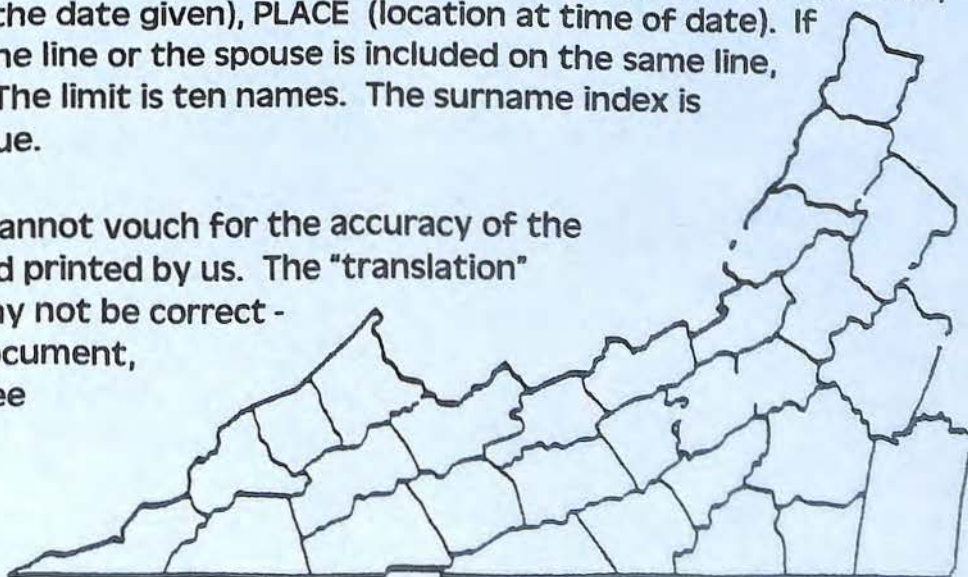 the date given), PLACE (location at time of date). If
ne line or the spouse is included on the same line,
The limit is ten names. The surname index is
ue.
annot vouch for the accuracy of the
d printed by us. The "translation"
ay not be correct -
cument,
ee